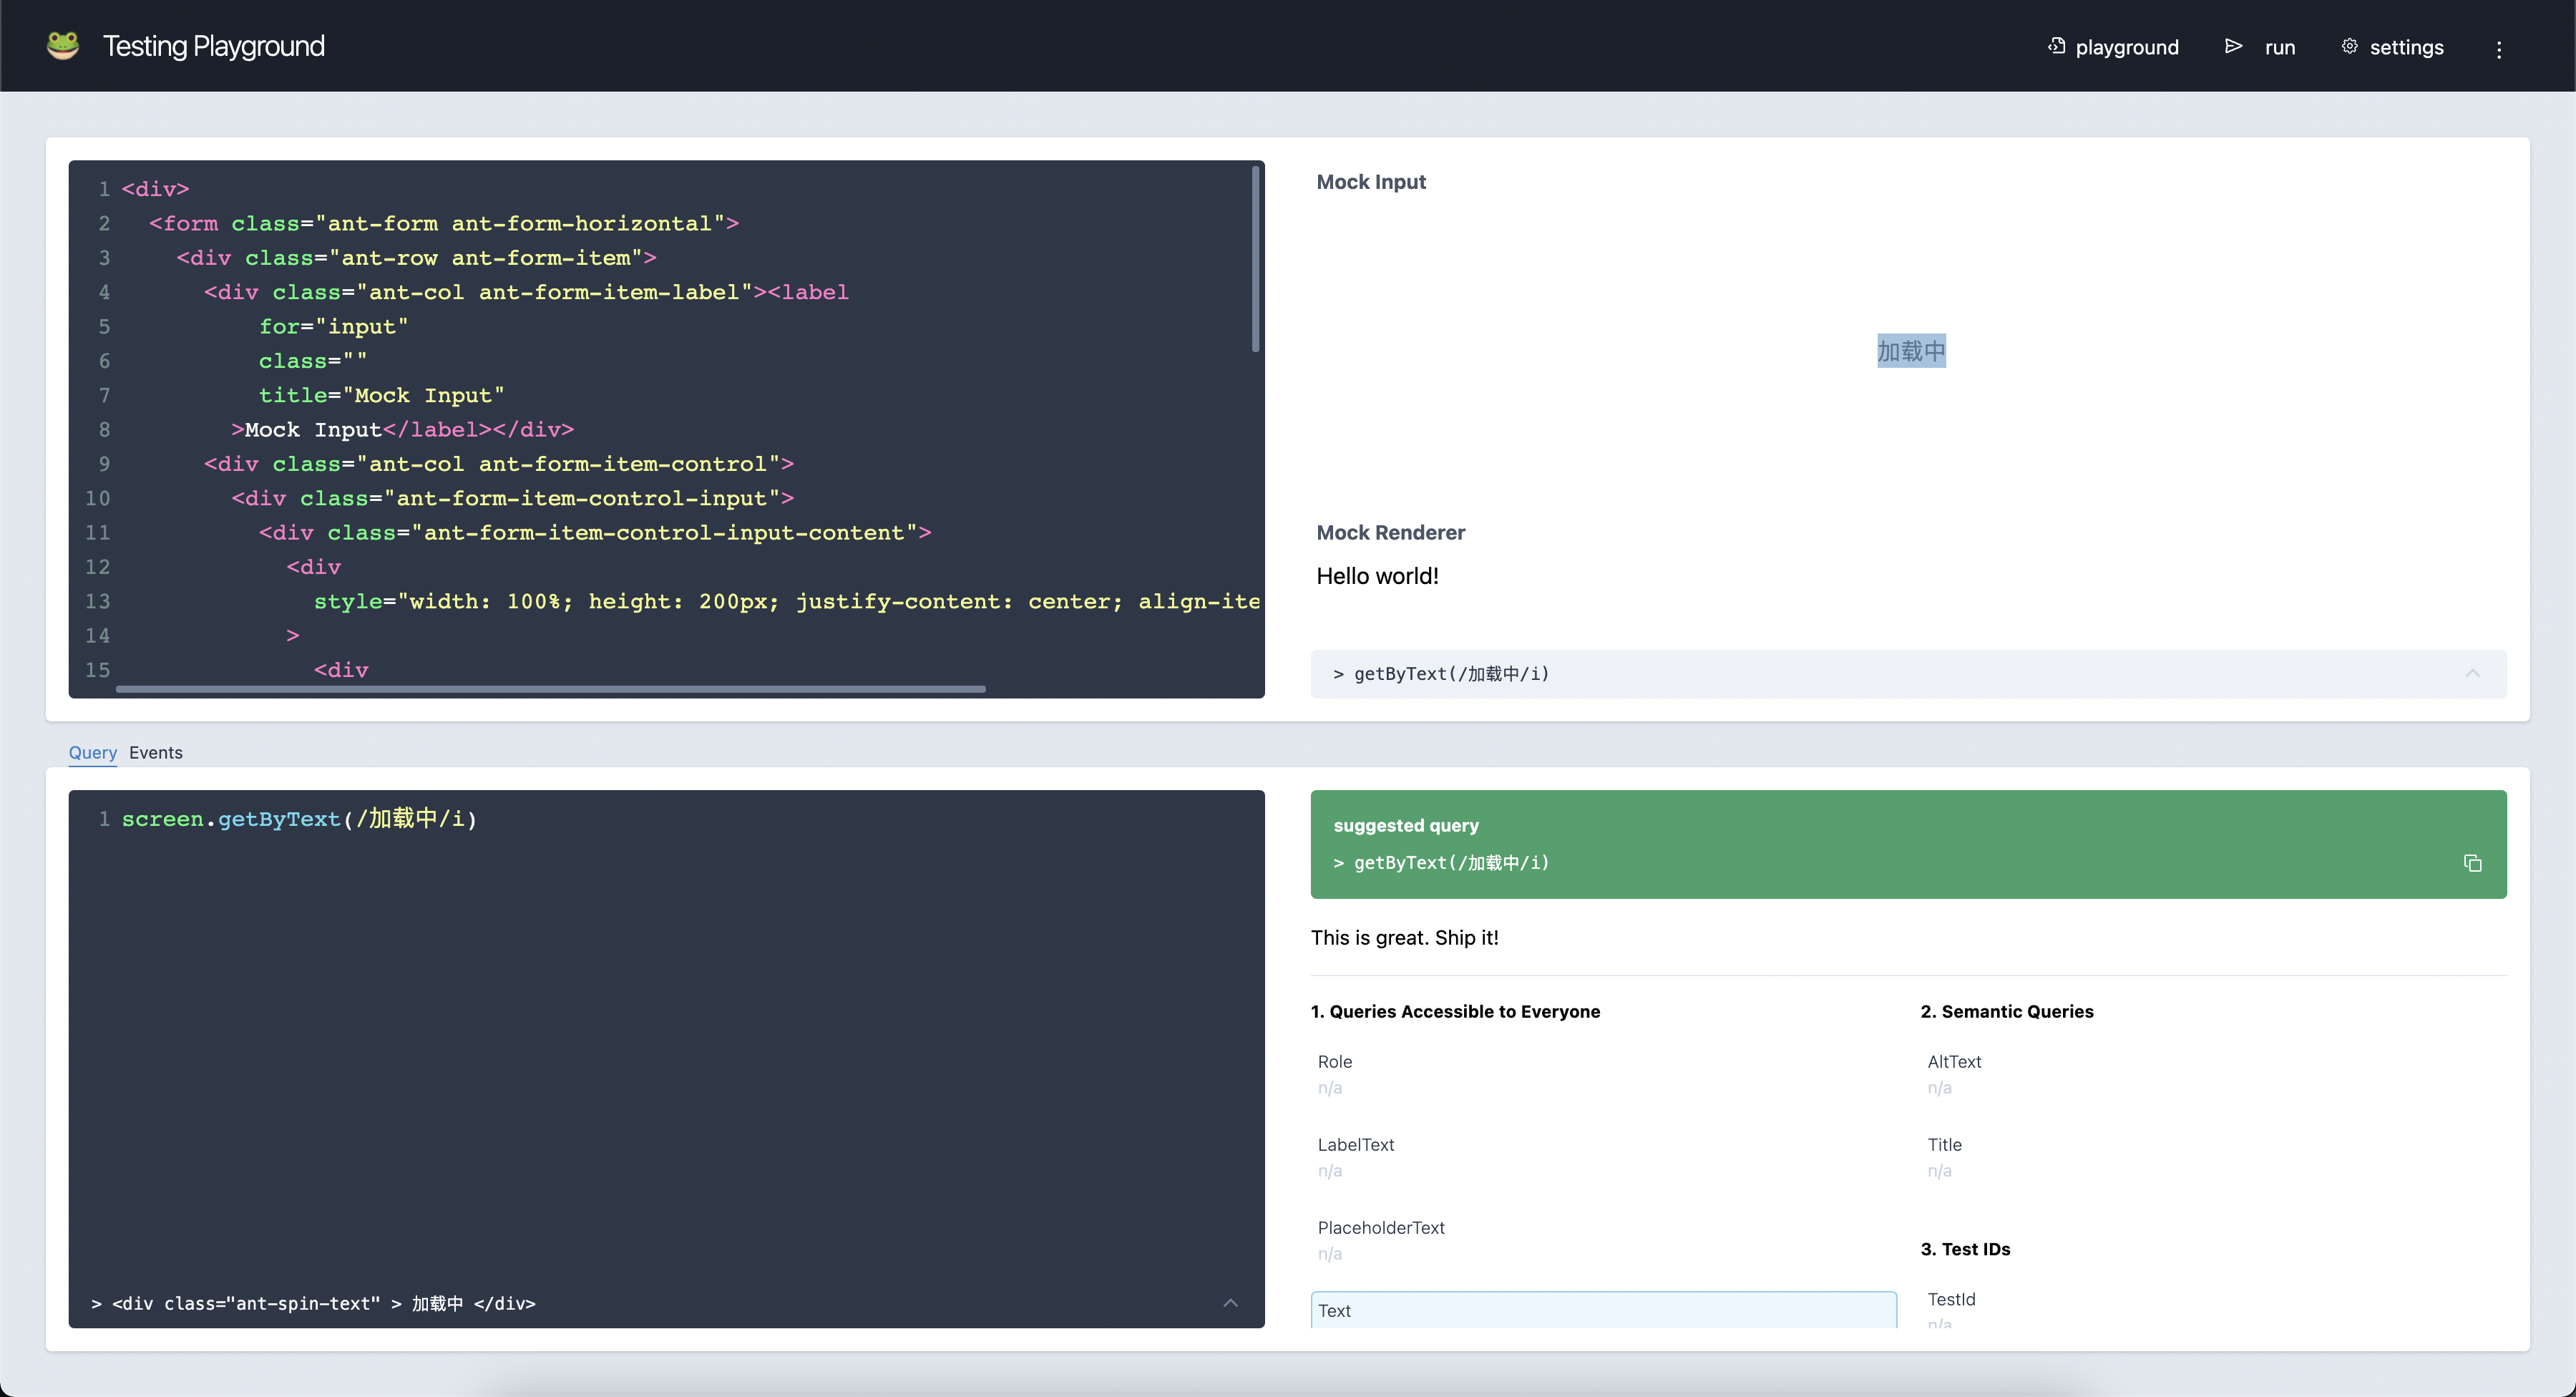 Testing Playground
playground
run
settings
1 <div>
2 <form class="ant-form ant-form-horizontal">
3 <div class="ant-row ant-form-item">
4 <div class="ant-col ant-form-item-label"><label
5 for="input"
6 class=""
7 title="Mock Input"
8 >Mock Input</label></div>
9 <div class="ant-col ant-form-item-control">
10 <div class="ant-form-item-control-input">
11 <div class="ant-form-item-control-input-content">
12 <div
13 style="width: 100%; height: 200px; justify-content: center; align-ite
14 >
15 <div
Mock Input
加载中
Mock Renderer
Hello world!
> getByText(/加载中/i)
Query Events
1 screen.getByText(/加载中/i)
> <div class="ant-spin-text" > 加载中 </div>
suggested query
> getByText(/加载中/i)
This is great. Ship it!
1. Queries Accessible to Everyone
Role
n/a
LabelText
n/a
PlaceholderText
n/a
Text
2. Semantic Queries
AltText
n/a
Title
n/a
3. Test IDs
TestId
n/a